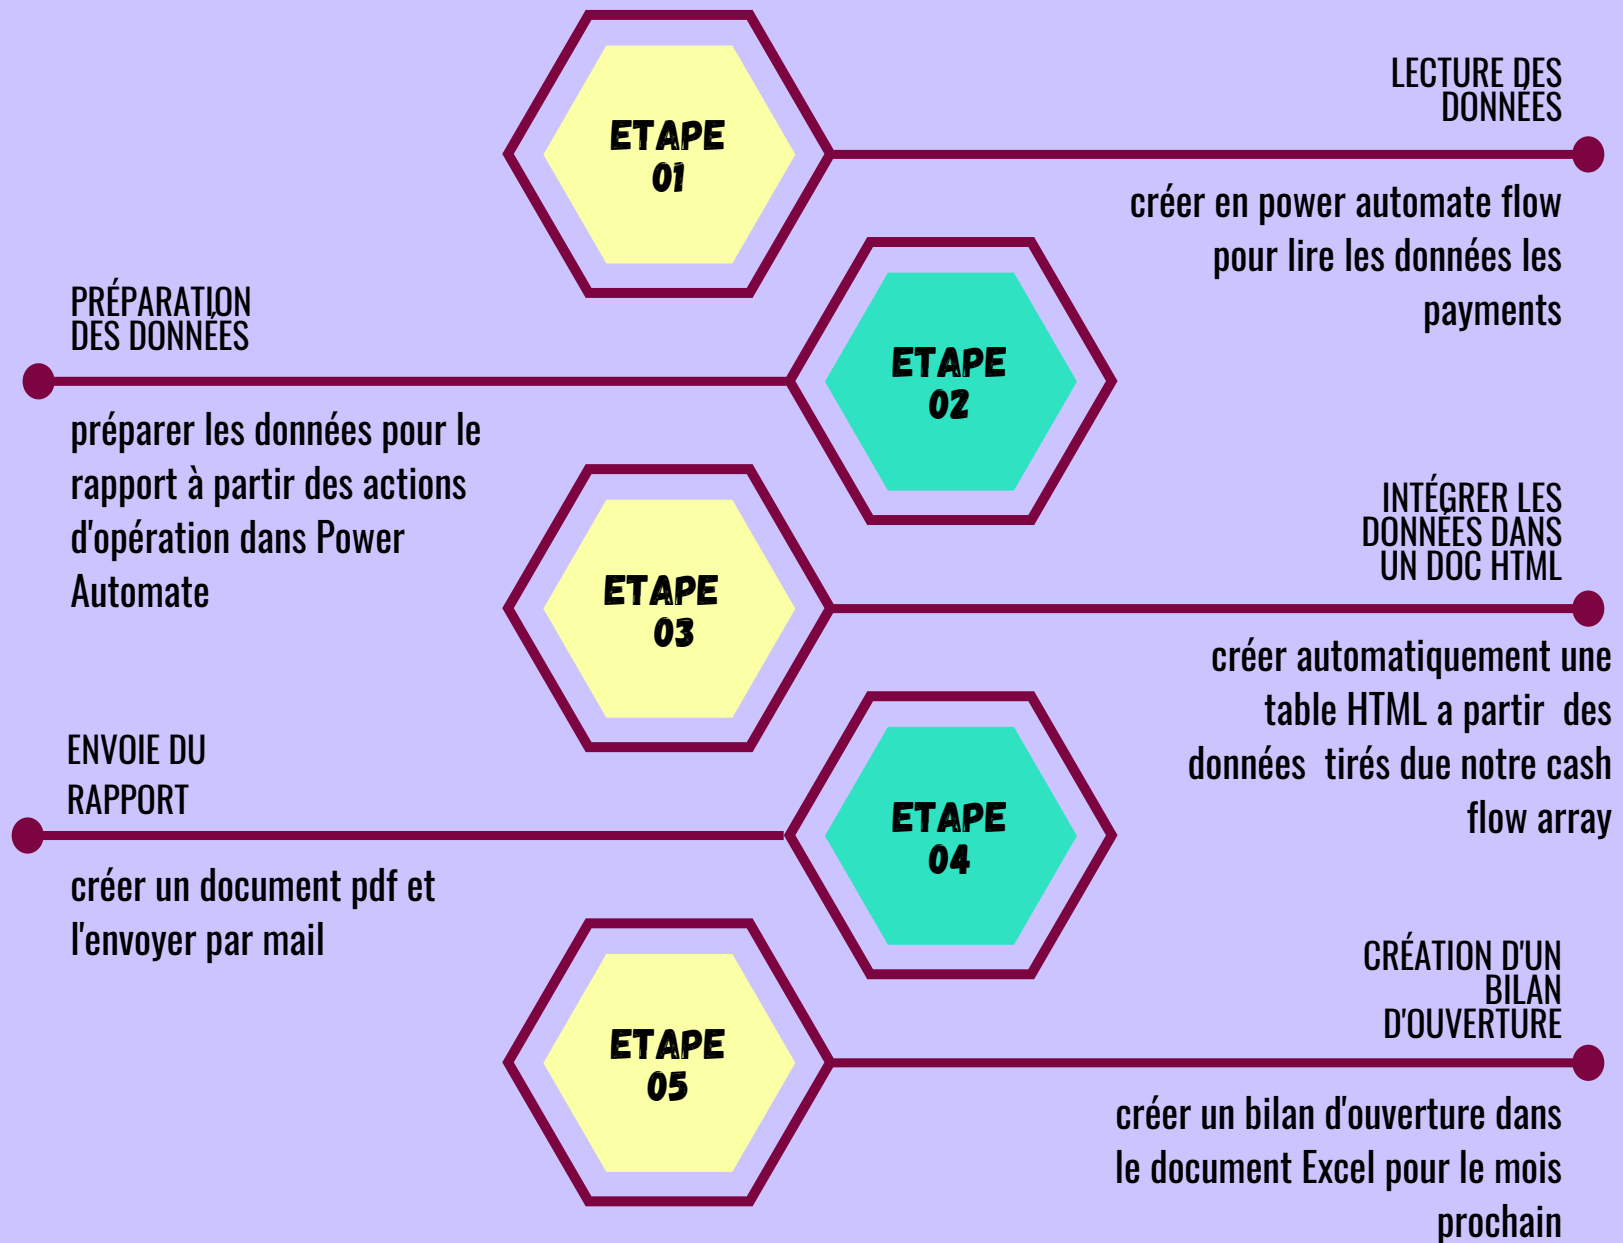 ETAPE
01
LECTURE DES
DONNÉES
créer en power automate flow
pour lire les données les
payments
ETAPE
02
PRÉPARATION
DES DONNÉES
préparer les données pour le
rapport à partir des actions
d'opération dans Power
Automate
ETAPE
03
INTÉGRER LES
DONNÉES DANS
UN DOC HTML
créer automatiquement une
table HTML a partir des
données tirés due notre cash
flow array
ETAPE
04
ENVOIE DU
RAPPORT
créer un document pdf et
l'envoyer par mail
ETAPE
05
CRÉATION D'UN
BILAN
D'OUVERTURE
créer un bilan d'ouverture dans
le document Excel pour le mois
prochain